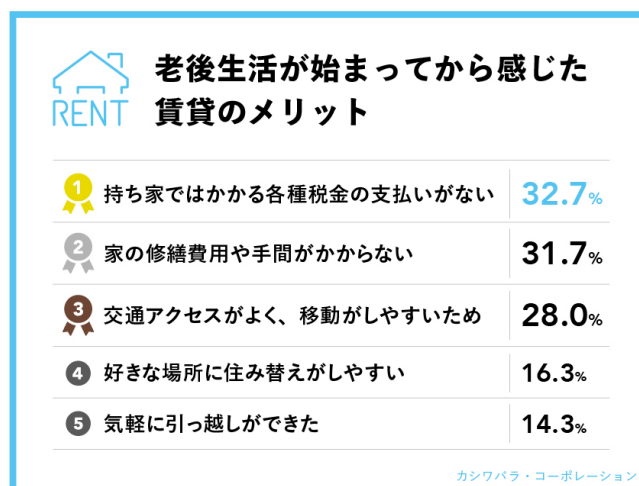 RENT
老後生活が始まってから感じた
賃貸のメリット
1 持ち家ではかかる各種税金の支払いがない 32.7%
2 家の修繕費用や手間がかからない 31.7%
3 交通アクセスがよく、移動がしやすいため 28.0%
4 好きな場所に住み替えがしやすい 16.3%
5 気軽に引っ越しができた 14.3%
カシワバラ・コーポレーション